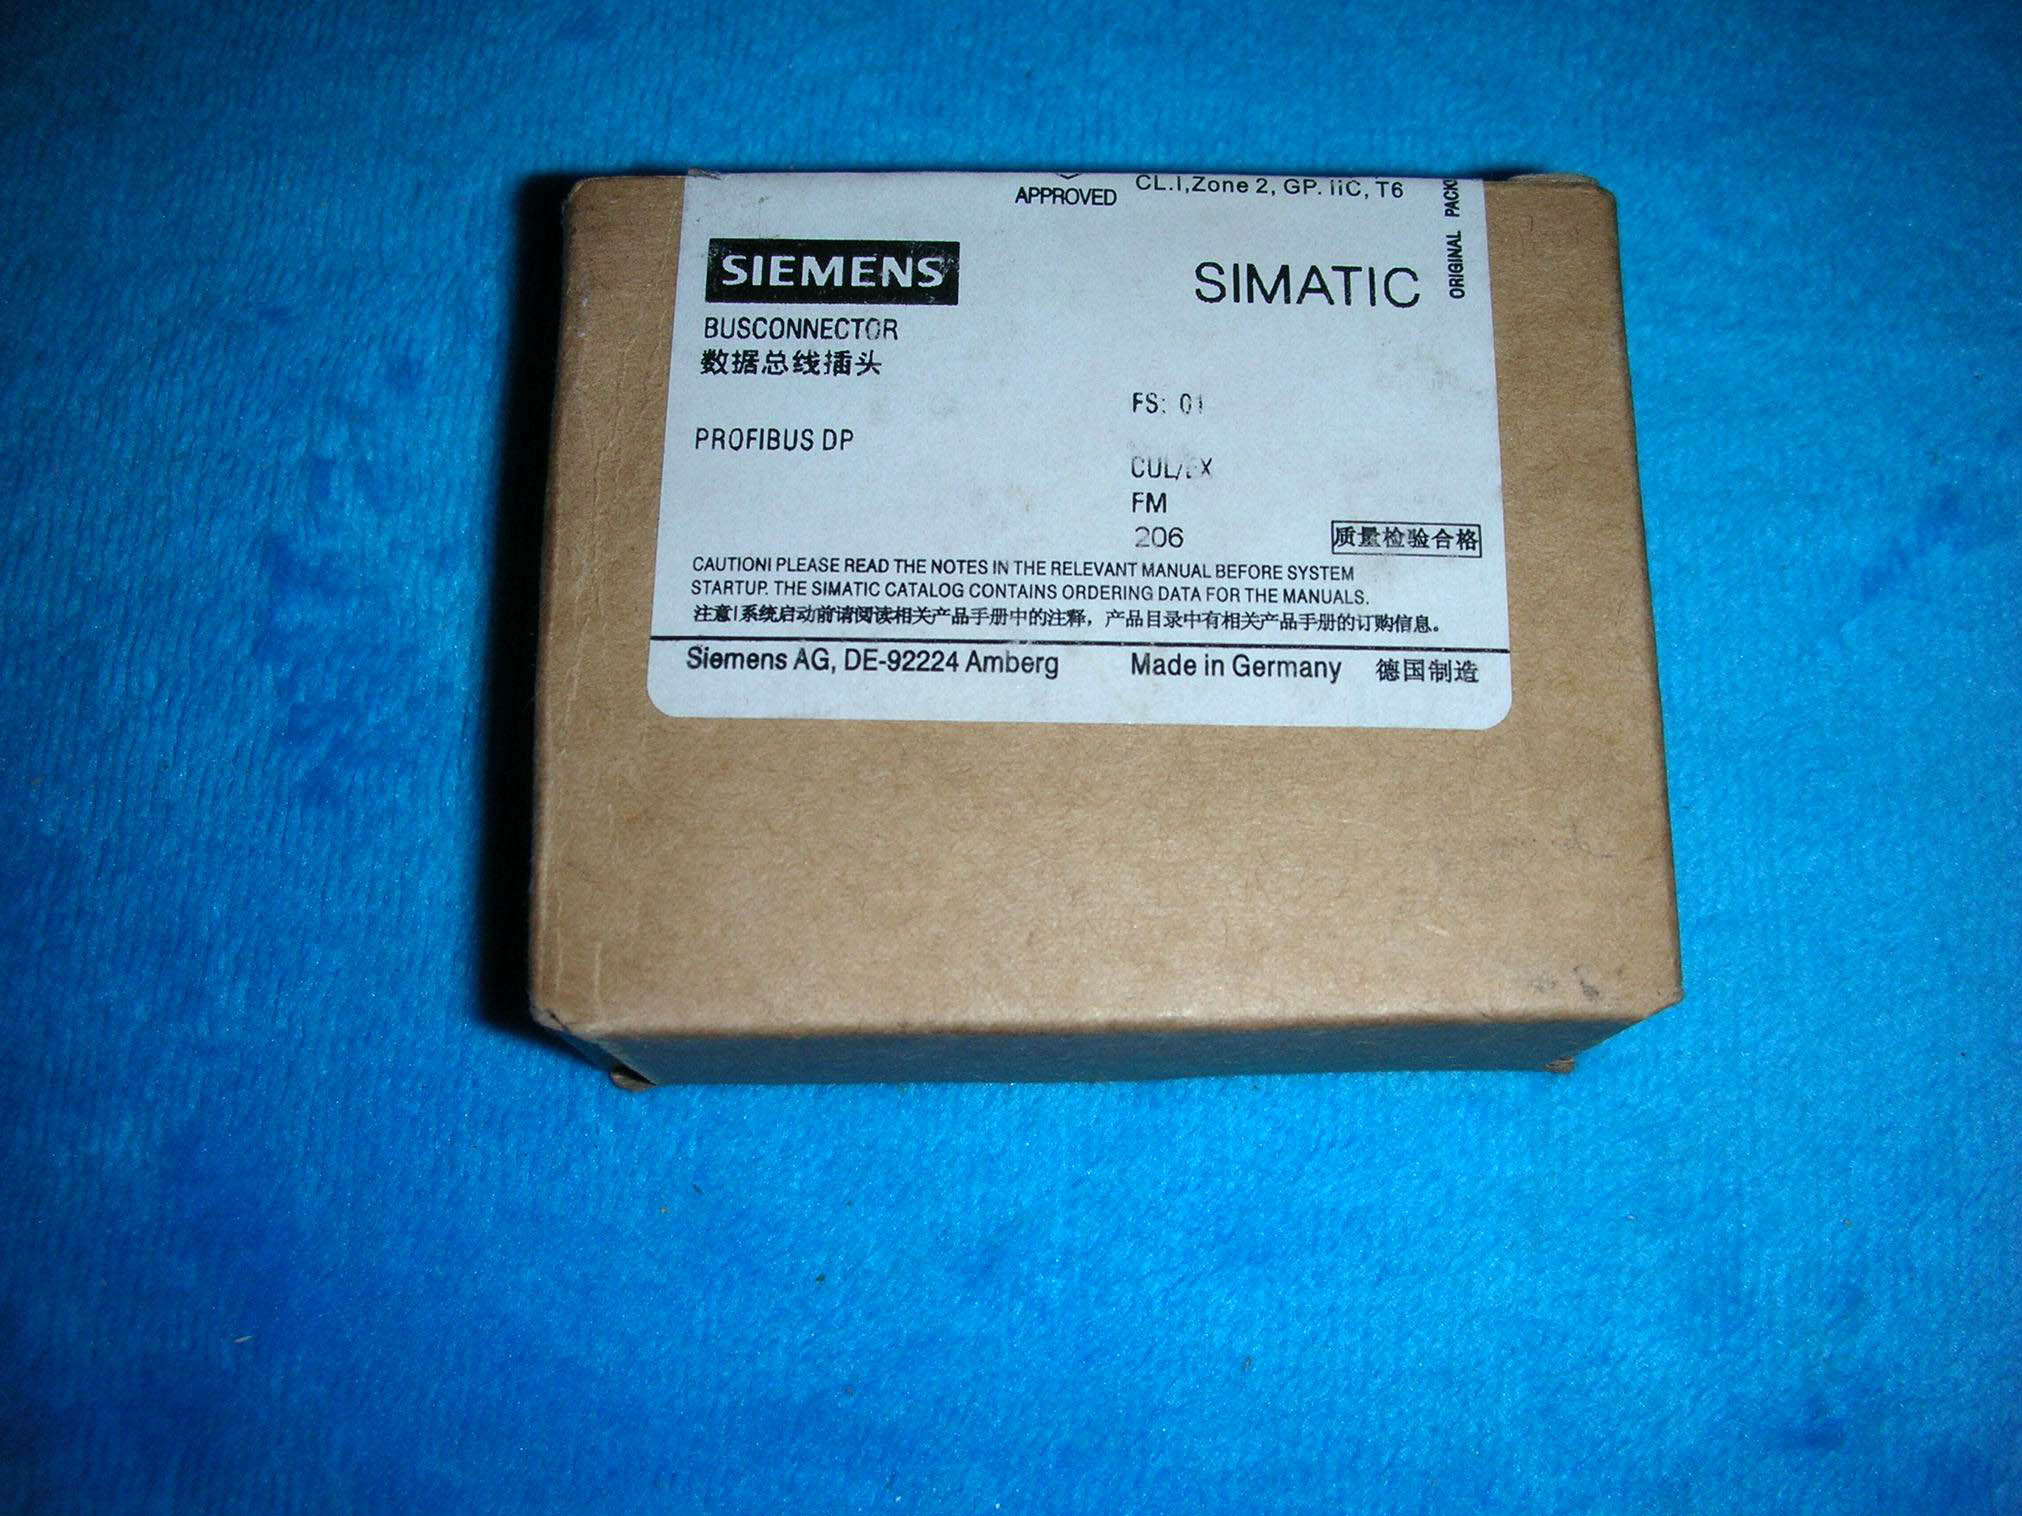 APPROVED CL.I,Zone 2, GP. IIC, T6
ORIGINAL PACK
SIEMENS
SIMATIC
BUSCONNECTOR
数据总线插头
FS: 01
PROFIBUS DP
FM
206
质量检验合格
CAUTION! PLEASE READ THE NOTES IN THE RELEVANT MANUAL BEFORE SYSTEM
STARTUP. THE SIMATIC CATALOG CONTAINS ORDERING DATA FOR THE MANUALS.
注意!系统启动前请阅读相关产品手册中的注释，产品目录中有相关产品手册的订购信息。
Siemens AG, DE-92224 Amberg Made in Germany 德国制造